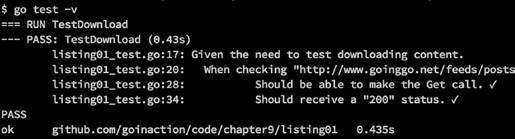 $ go test -v
=== RUN TestDownload
--- PASS: TestDownload (0.43s)
listing01_test.go:17: Given the need to test downloading content.
listing01_test.go:20: When checking "http://www.goinggo.net/feeds/posts
listing01_test.go:28: Should be able to make the Get call. ✓
listing01_test.go:34: Should receive a "200" status. ✓
PASS
ok github.com/goinaction/code/chapter9/listing01 0.435s